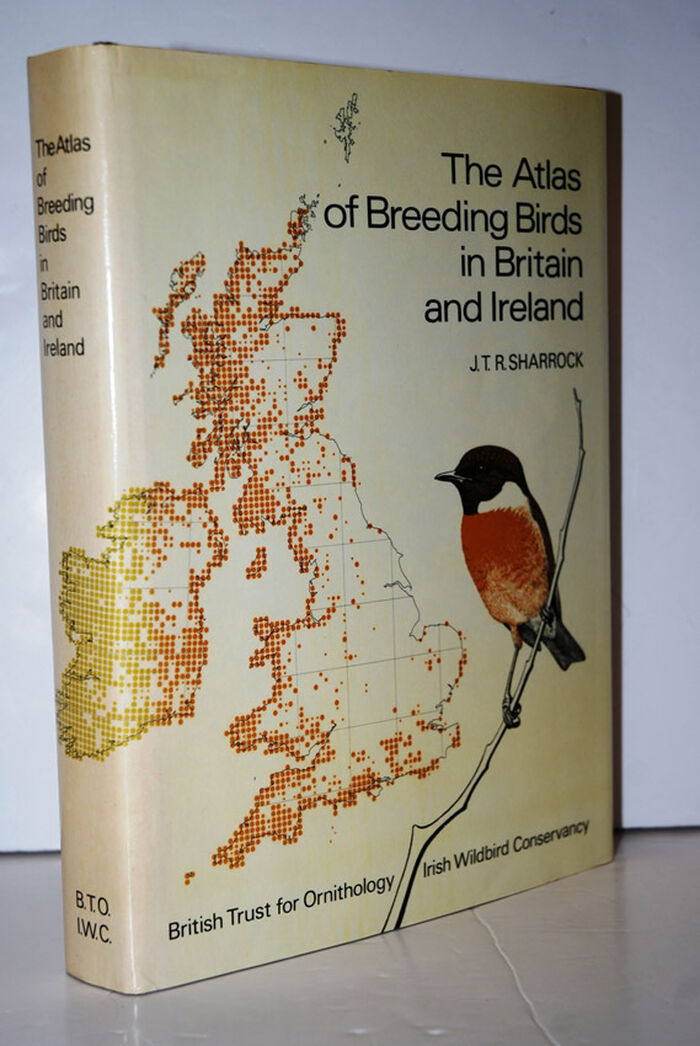 The Atlas
of
Breeding
Birds
in
Britain
and
Ireland
B.T.O.
I.W.C.
The Atlas
of Breeding Birds
in Britain
and Ireland
J.T.R. SHARROCK
British Trust for Ornithology
Irish Wildbird Conservancy